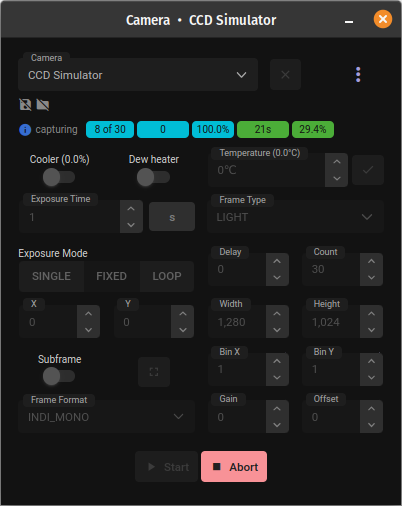 Camera • CCD Simulator
Camera
CCD Simulator
capturing 8 of 30 0 100.0% 21s 29.4%
Cooler (0.0%) Dew heater Temperature (0.0°C)
0°C
Exposure Time Frame Type
1 s LIGHT
Exposure Mode Delay Count
SINGLE FIXED LOOP 0 30
X Y Width Height
0 0 1,280 1,024
Subframe Bin X Bin Y
1 1
Frame Format Gain Offset
INDI_MONO 0 0
Start Abort